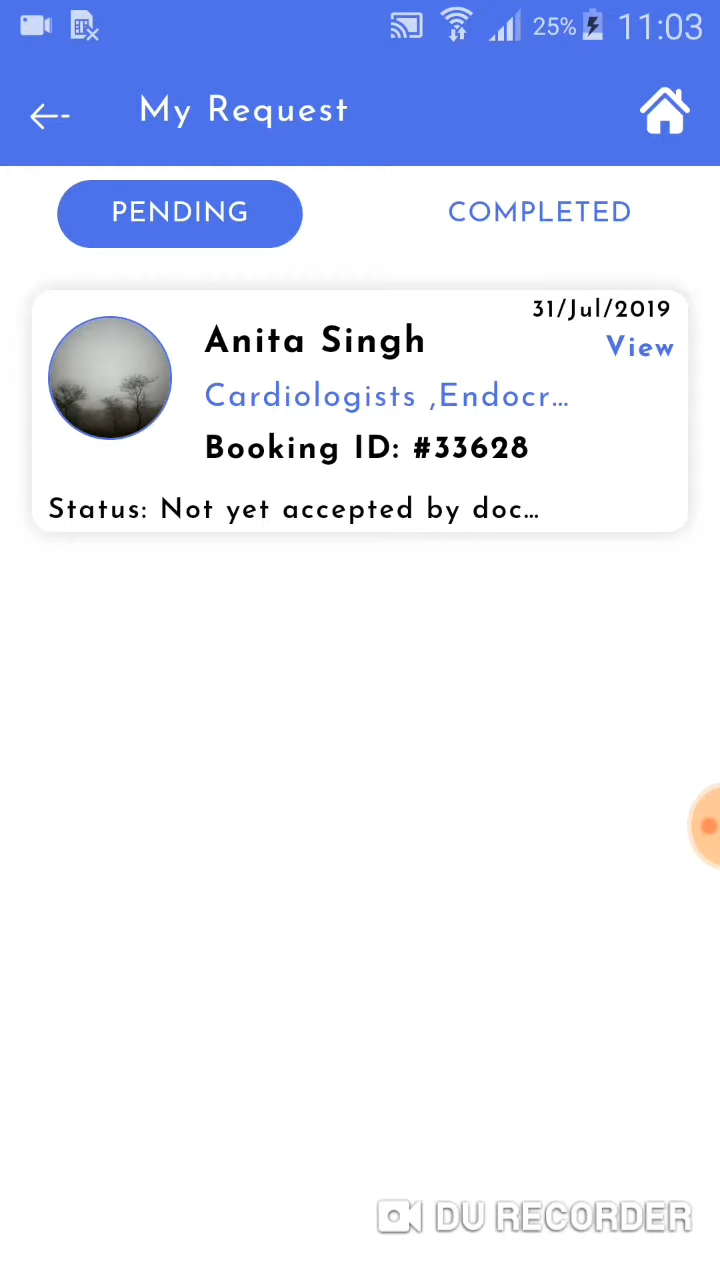 25% 11:03
My Request
PENDING COMPLETED
31/Jul/2019
Anita Singh
View
Cardiologists ,Endocr...
Booking ID: #33628
Status: Not yet accepted by doc...
DU RECORDER